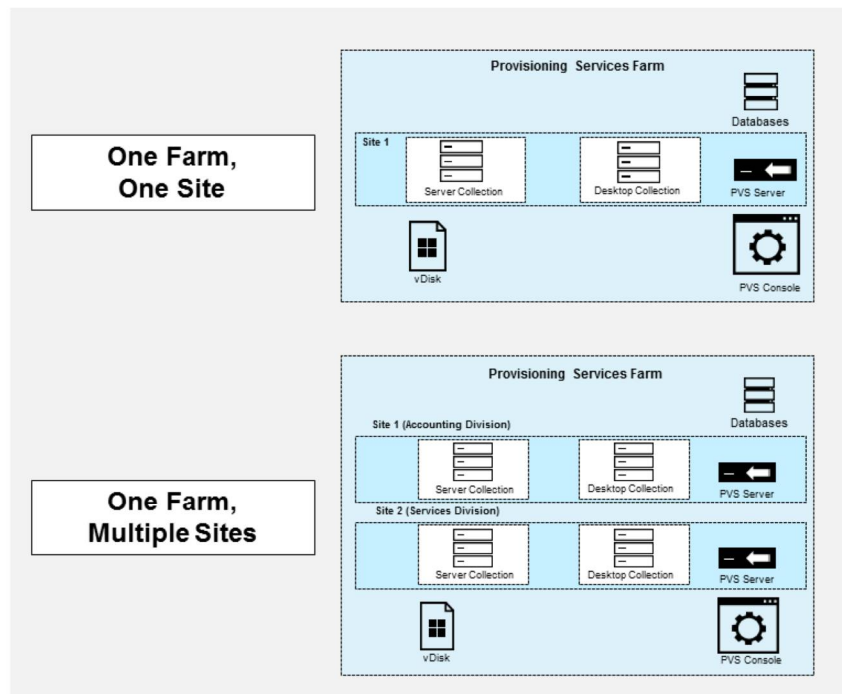 Provisioning Services Farm
Databases
One Farm,
One Site
Site 1
Server Collection
Desktop Collection
PVS Server
vDisk
PVS Console
Provisioning Services Farm
Databases
Site 1 (Accounting Division)
Server Collection
Desktop Collection
PVS Server
One Farm,
Multiple Sites
Site 2 (Services Division)
Server Collection
Desktop Collection
PVS Server
vDisk
PVS Console